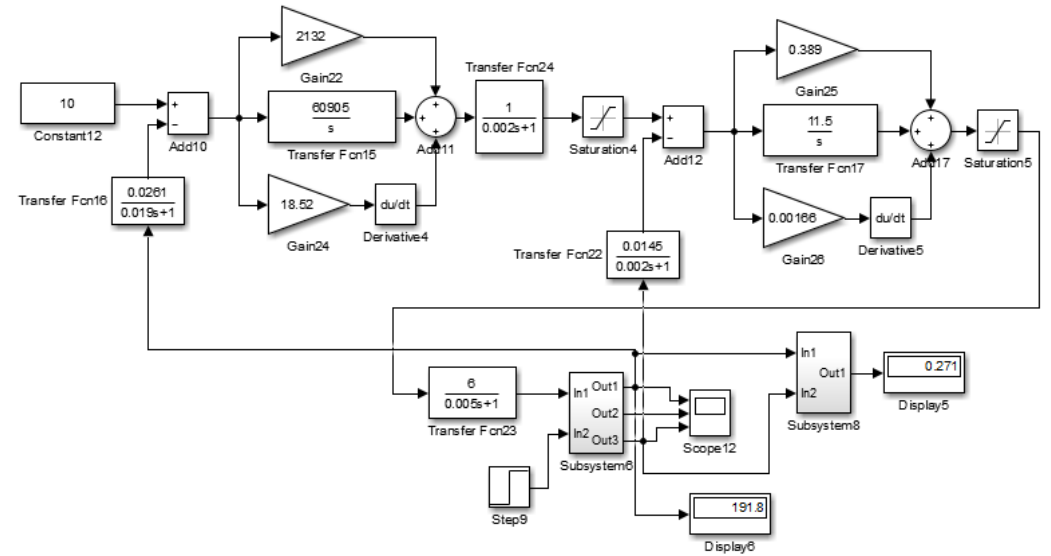 2132
Gain22
Transfer Fcn24
10
Constant12
+
−
Add10
60905
s
Transfer Fcn15
+
+
+
Add11
1
0.002s+1
Saturation4
+
−
Add12
0.389
Gain25
11.5
s
Transfer Fcn17
+
+
+
Add17
Saturation5
Transfer Fcn16
0.0261
0.019s+1
18.52
Gain24
du/dt
Derivative4
Transfer Fcn22
0.0145
0.002s+1
0.00166
Gain26
du/dt
Derivative5
6
0.005s+1
Transfer Fcn23
In1
In2
Out1
Out2
Out3
Subsystem6
Scope12
In1
In2
Out1
Subsystem8
0.271
Display5
Step9
191.8
Display6